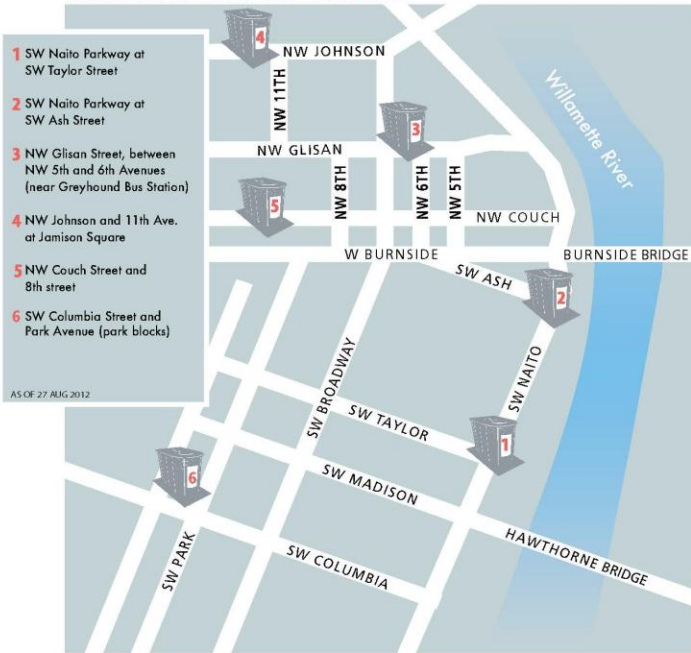 1 SW Naito Parkway at
SW Taylor Street
2 SW Naito Parkway at
SW Ash Street
3 NW Glisan Street, between
NW 5th and 6th Avenues
(near Greyhound Bus Station)
4 NW Johnson and 11th Ave.
at Jamison Square
5 NW Couch Street and
8th street
6 SW Columbia Street and
Park Avenue (park blocks)
AS OF 27 AUG 2012
4
NW JOHNSON
NW 11TH
Willamette River
3
NW GLISAN
NW 8TH
NW 6TH
NW 5TH
5
NW COUCH
W BURNSIDE
BURNSIDE BRIDGE
SW ASH
2
SW NAITO
SW BROADWAY
SW TAYLOR
1
SW MADISON
6
HAWTHORNE BRIDGE
SW PARK
SW COLUMBIA